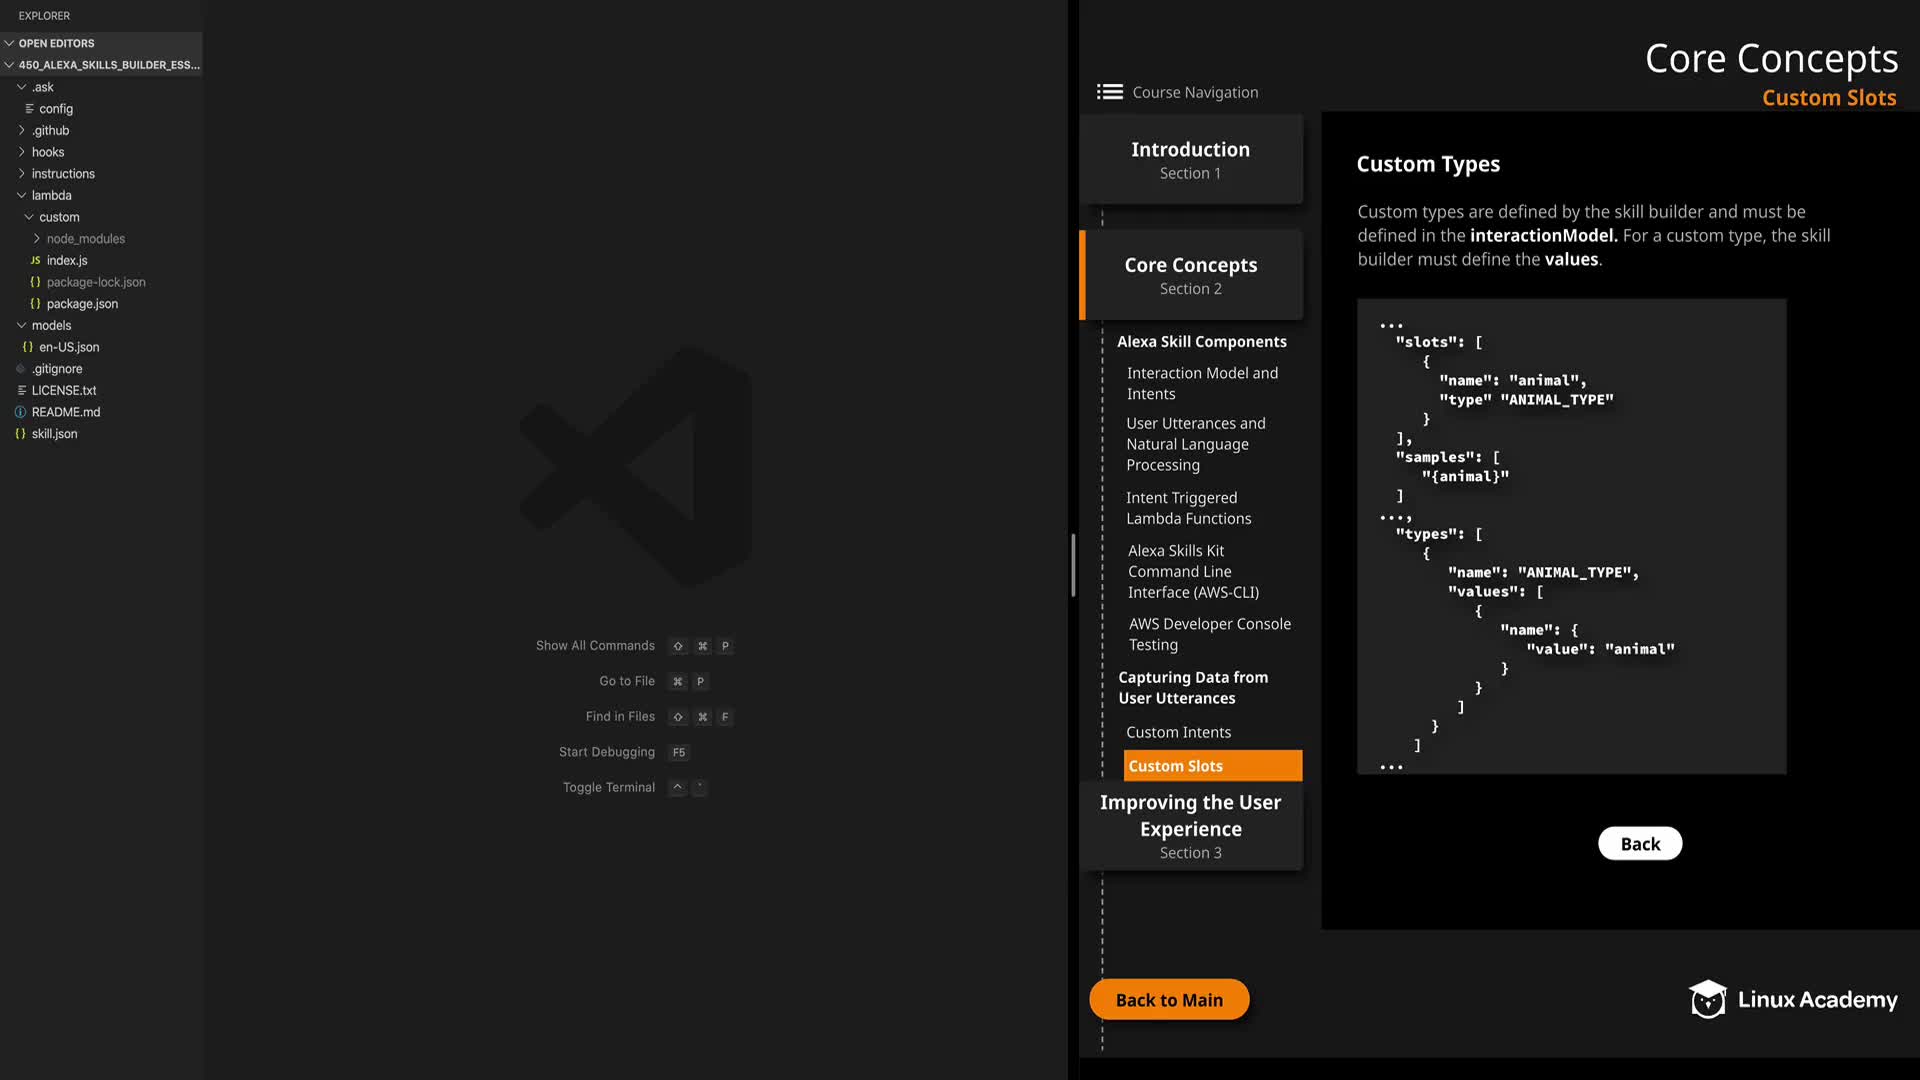 EXPLORER
OPEN EDITORS
450_ALEXA_SKILLS_BUILDER_ESS...
.ask
config
.github
hooks
instructions
lambda
custom
node_modules
JS index.js
{} package-lock.json
{} package.json
models
{} en-US.json
.gitignore
LICENSE.txt
README.md
{} skill.json
Show All Commands ⇧ ⌘ P
Go to File ⌘ P
Find in Files ⇧ ⌘ F
Start Debugging F5
Toggle Terminal ^ `
Core Concepts
Custom Slots
Course Navigation
Introduction
Section 1
Core Concepts
Section 2
Alexa Skill Components
Interaction Model and
Intents
User Utterances and
Natural Language
Processing
Intent Triggered
Lambda Functions
Alexa Skills Kit
Command Line
Interface (AWS-CLI)
AWS Developer Console
Testing
Capturing Data from
User Utterances
Custom Intents
Custom Slots
Improving the User
Experience
Section 3
Back to Main
Custom Types
Custom types are defined by the skill builder and must be
defined in the interactionModel. For a custom type, the skill
builder must define the values.
...
"slots": [
{
"name": "animal",
"type" "ANIMAL_TYPE"
}
],
"samples": [
"{animal}"
]
...,
"types": [
{
"name": "ANIMAL_TYPE",
"values": [
{
"name": {
"value": "animal"
}
}
]
}
]
...
Back
Linux Academy